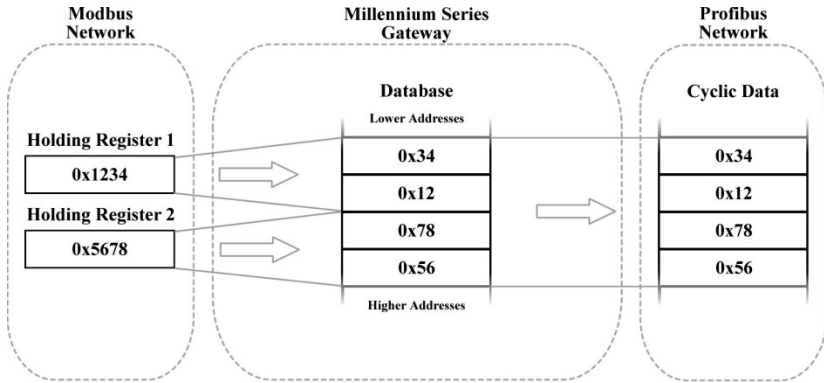 Modbus
Network
Millennium Series
Gateway
Profibus
Network
Database
Cyclic Data
Lower Addresses
Holding Register 1
0x1234
Holding Register 2
0x5678
0x34
0x12
0x78
0x56
Higher Addresses
0x34
0x12
0x78
0x56